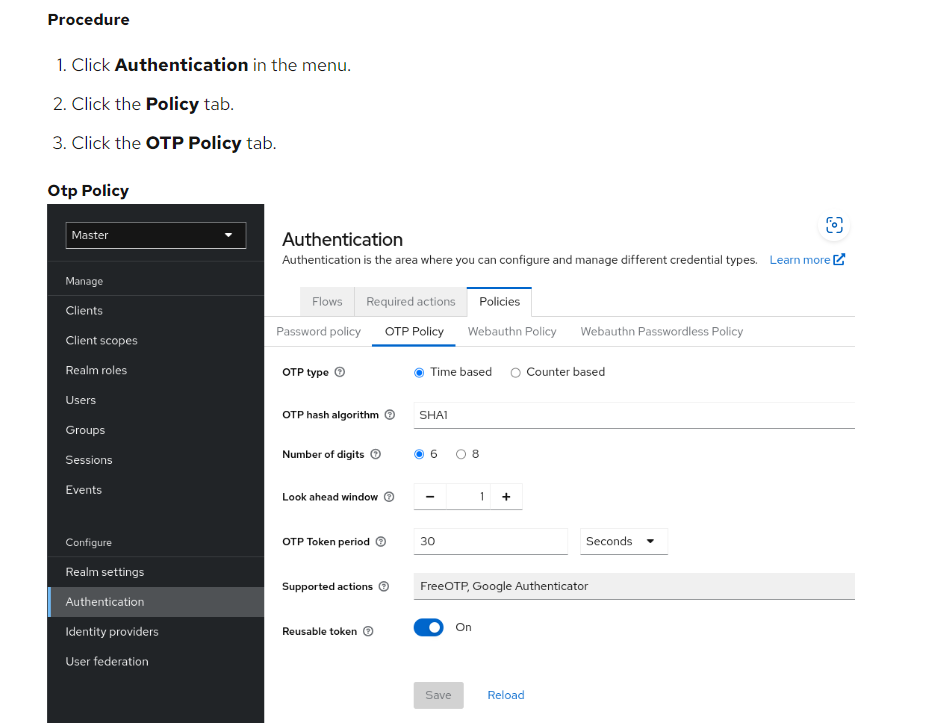 Procedure
1. Click Authentication in the menu.
2. Click the Policy tab.
3. Click the OTP Policy tab.
Otp Policy
Master
Manage
Clients
Client scopes
Realm roles
Users
Groups
Sessions
Events
Configure
Realm settings
Authentication
Identity providers
User federation
Authentication
Authentication is the area where you can configure and manage different credential types. Learn more
Flows Required actions Policies
Password policy OTP Policy Webauthn Policy Webauthn Passwordless Policy
OTP type Time based Counter based
OTP hash algorithm SHA1
Number of digits 6 8
Look ahead window − 1 +
OTP Token period 30 Seconds
Supported actions FreeOTP, Google Authenticator
Reusable token On
Save Reload